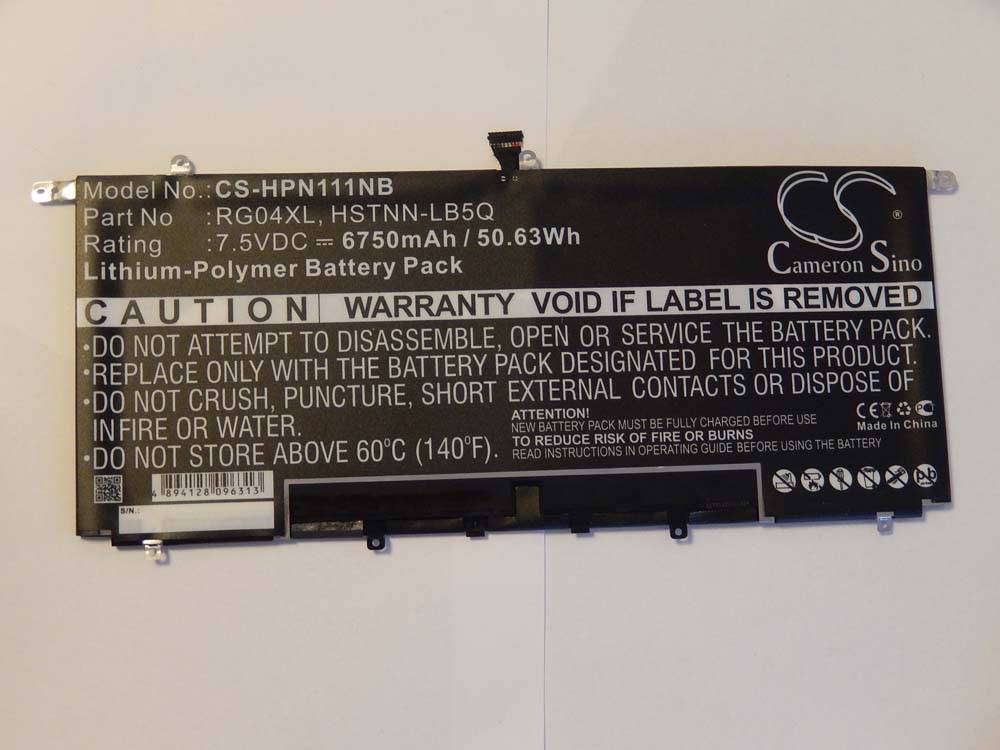 Model No.: CS-HPN111NB
Part No : RG04XL, HSTNN-LB5Q
Rating : 7.5VDC ⎓ 6750mAh / 50.63Wh
Lithium-Polymer Battery Pack
CS
®
Cameron Sino
CAUTION WARRANTY VOID IF LABEL IS REMOVED
•DO NOT ATTEMPT TO DISASSEMBLE, OPEN OR SERVICE THE BATTERY PACK.
•REPLACE ONLY WITH THE BATTERY PACK DESIGNATED FOR THIS PRODUCT.
•DO NOT CRUSH, PUNCTURE, SHORT EXTERNAL CONTACTS OR DISPOSE OF
IN FIRE OR WATER.
•DO NOT STORE ABOVE 60°C (140°F).
ATTENTION!
NEW BATTERY PACK MUST BE FULLY CHARGED BEFORE USE
TO REDUCE RISK OF FIRE OR BURNS
READ INSTRUCTIONS IN OPERATING GUIDE BEFORE USING THE BATTERY
CE
Made In China
4 894128 096313
Pb
S/N.: